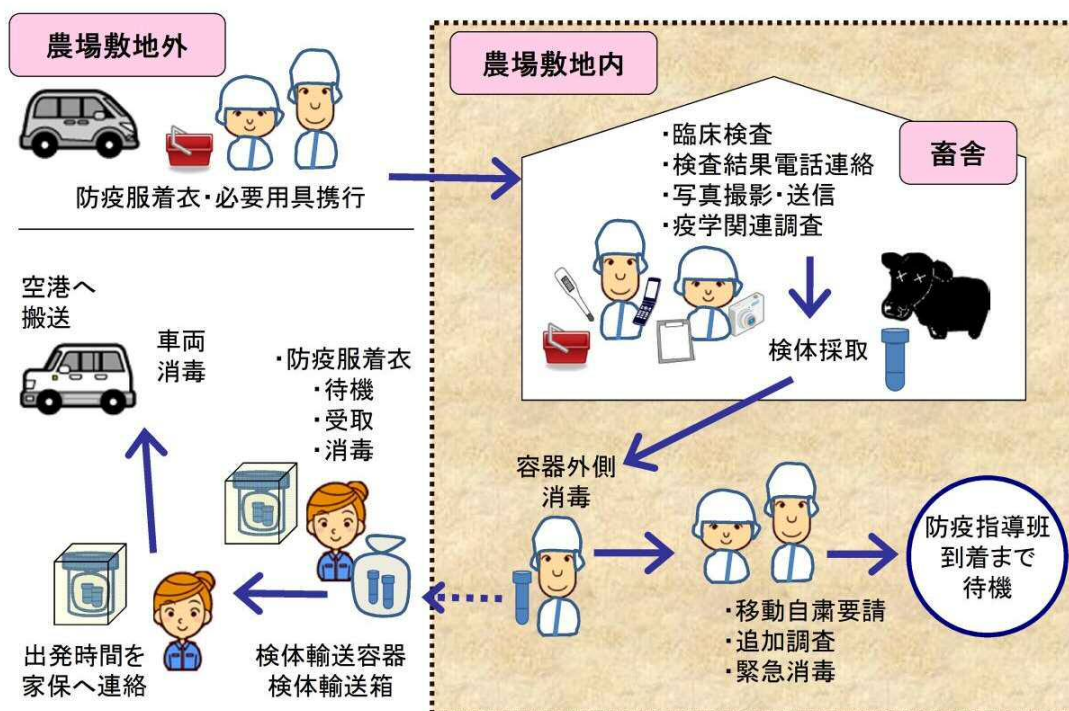 農場敷地外
防疫服着衣・必要用具携行
農場敷地内
畜舎
・臨床検査
・検査結果電話連絡
・写真撮影・送信
・疫学関連調査
検体採取
容器外側
消毒
・移動自粛要請
・追加調査
・緊急消毒
防疫指導班
到着まで
待機
・防疫服着衣
・待機
・受取
・消毒
検体輸送容器
検体輸送箱
出発時間を
家保へ連絡
車両
消毒
空港へ
搬送